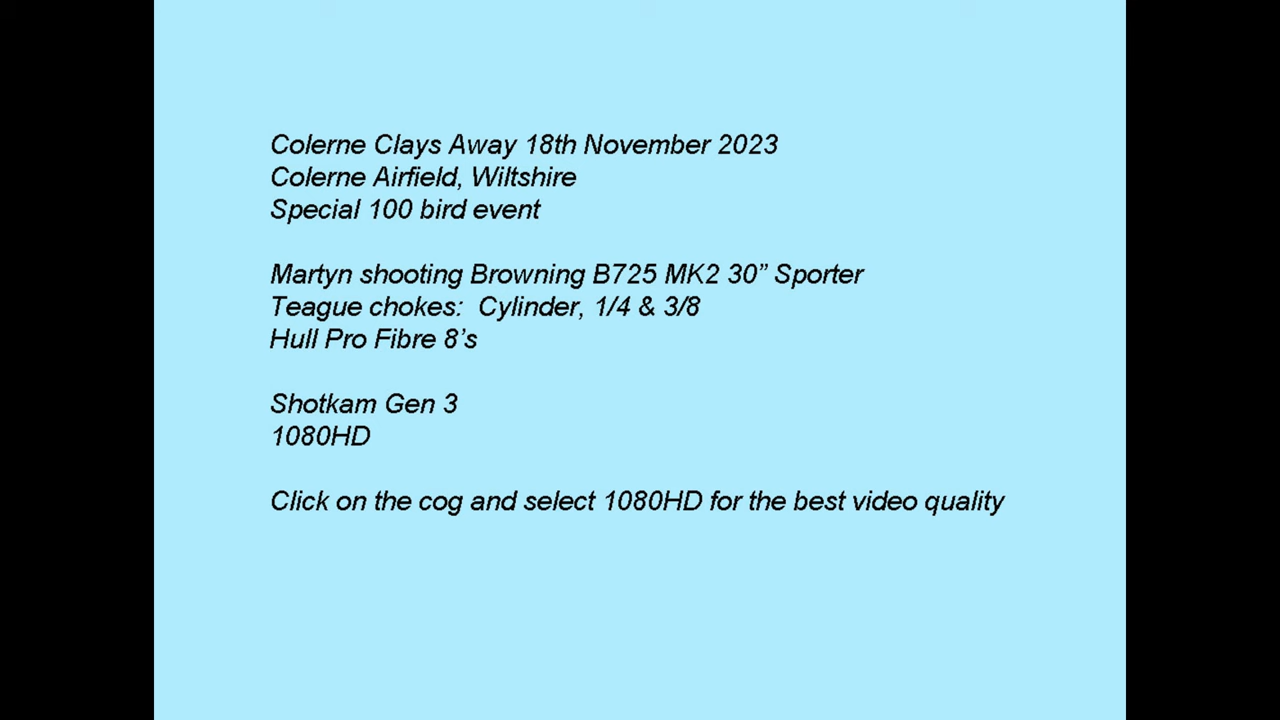 Colerne Clays Away 18th November 2023
Colerne Airfield, Wiltshire
Special 100 bird event
Martyn shooting Browning B725 MK2 30” Sporter
Teague chokes:  Cylinder, 1/4 & 3/8
Hull Pro Fibre 8’s
Shotkam Gen 3
1080HD
Click on the cog and select 1080HD for the best video quality